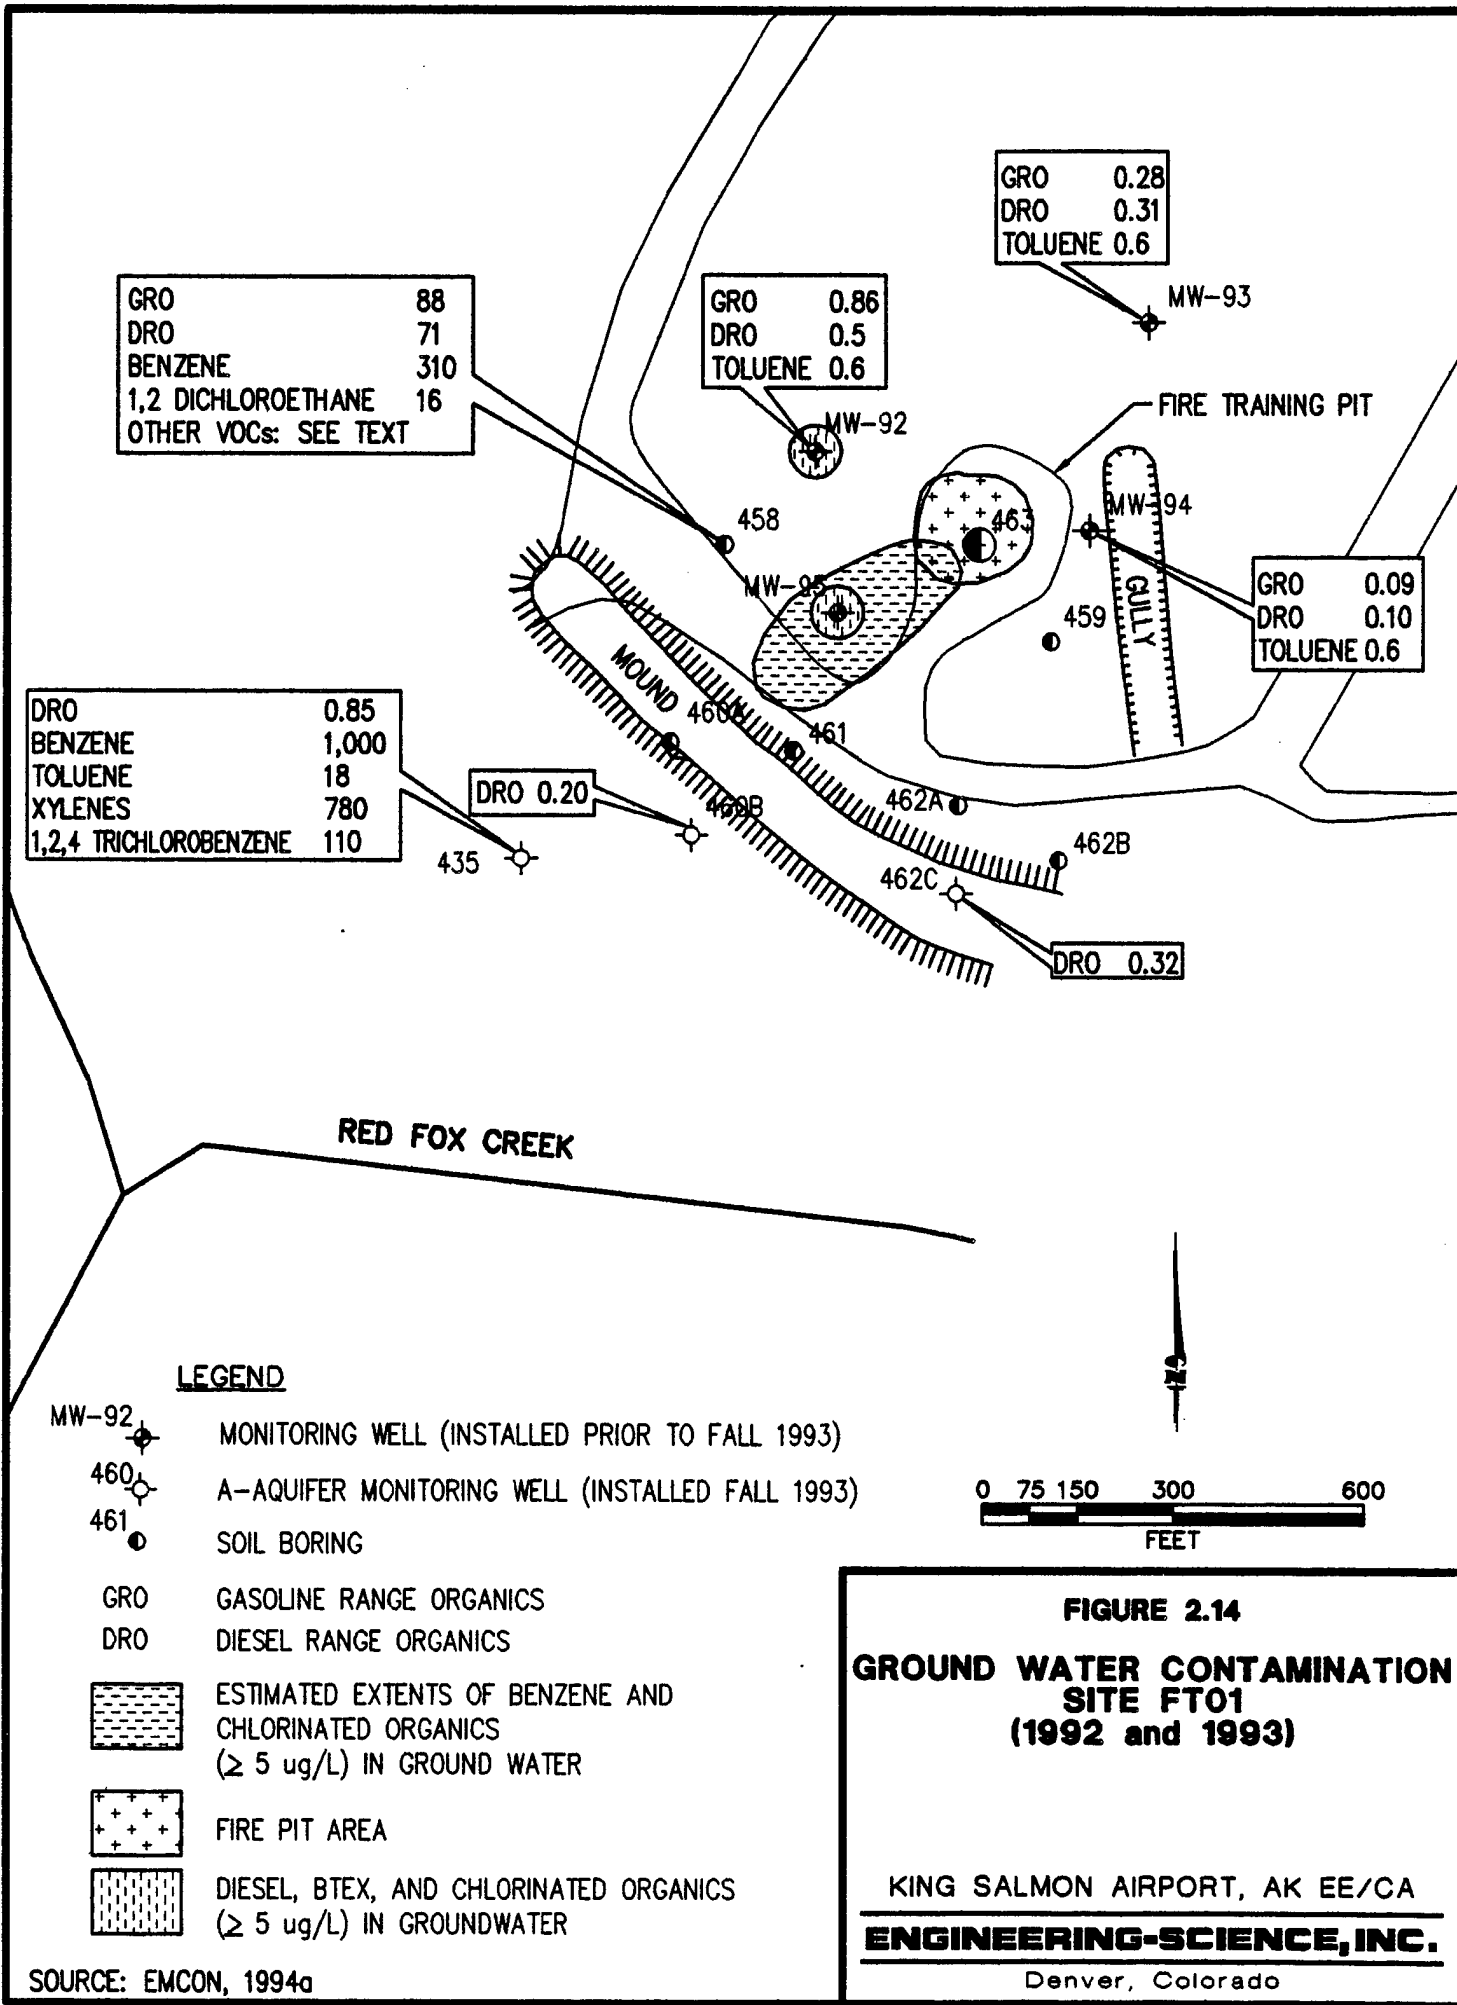 GRO 0.28
DRO 0.31
TOLUENE 0.6
MW-93
GRO 88
DRO 71
BENZENE 310
1,2 DICHLOROETHANE 16
OTHER VOCs: SEE TEXT
GRO 0.86
DRO 0.5
TOLUENE 0.6
MW-92
FIRE TRAINING PIT
458
463
MW-94
MW-95
GULLY
459
GRO 0.09
DRO 0.10
TOLUENE 0.6
MOUND
460A
461
DRO 0.85
BENZENE 1,000
TOLUENE 18
XYLENES 780
1,2,4 TRICHLOROBENZENE 110
435
DRO 0.20
460B
462A
462B
462C
DRO 0.32
RED FOX CREEK
LEGEND
MW-92
MONITORING WELL (INSTALLED PRIOR TO FALL 1993)
460
A-AQUIFER MONITORING WELL (INSTALLED FALL 1993)
461
SOIL BORING
GRO GASOLINE RANGE ORGANICS
DRO DIESEL RANGE ORGANICS
ESTIMATED EXTENTS OF BENZENE AND
CHLORINATED ORGANICS
(≥ 5 ug/L) IN GROUND WATER
FIRE PIT AREA
DIESEL, BTEX, AND CHLORINATED ORGANICS
(≥ 5 ug/L) IN GROUNDWATER
SOURCE: EMCON, 1994a
0 75 150 300 600
FEET
FIGURE 2.14
GROUND WATER CONTAMINATION
SITE FT01
(1992 and 1993)
KING SALMON AIRPORT, AK EE/CA
ENGINEERING-SCIENCE, INC.
Denver, Colorado